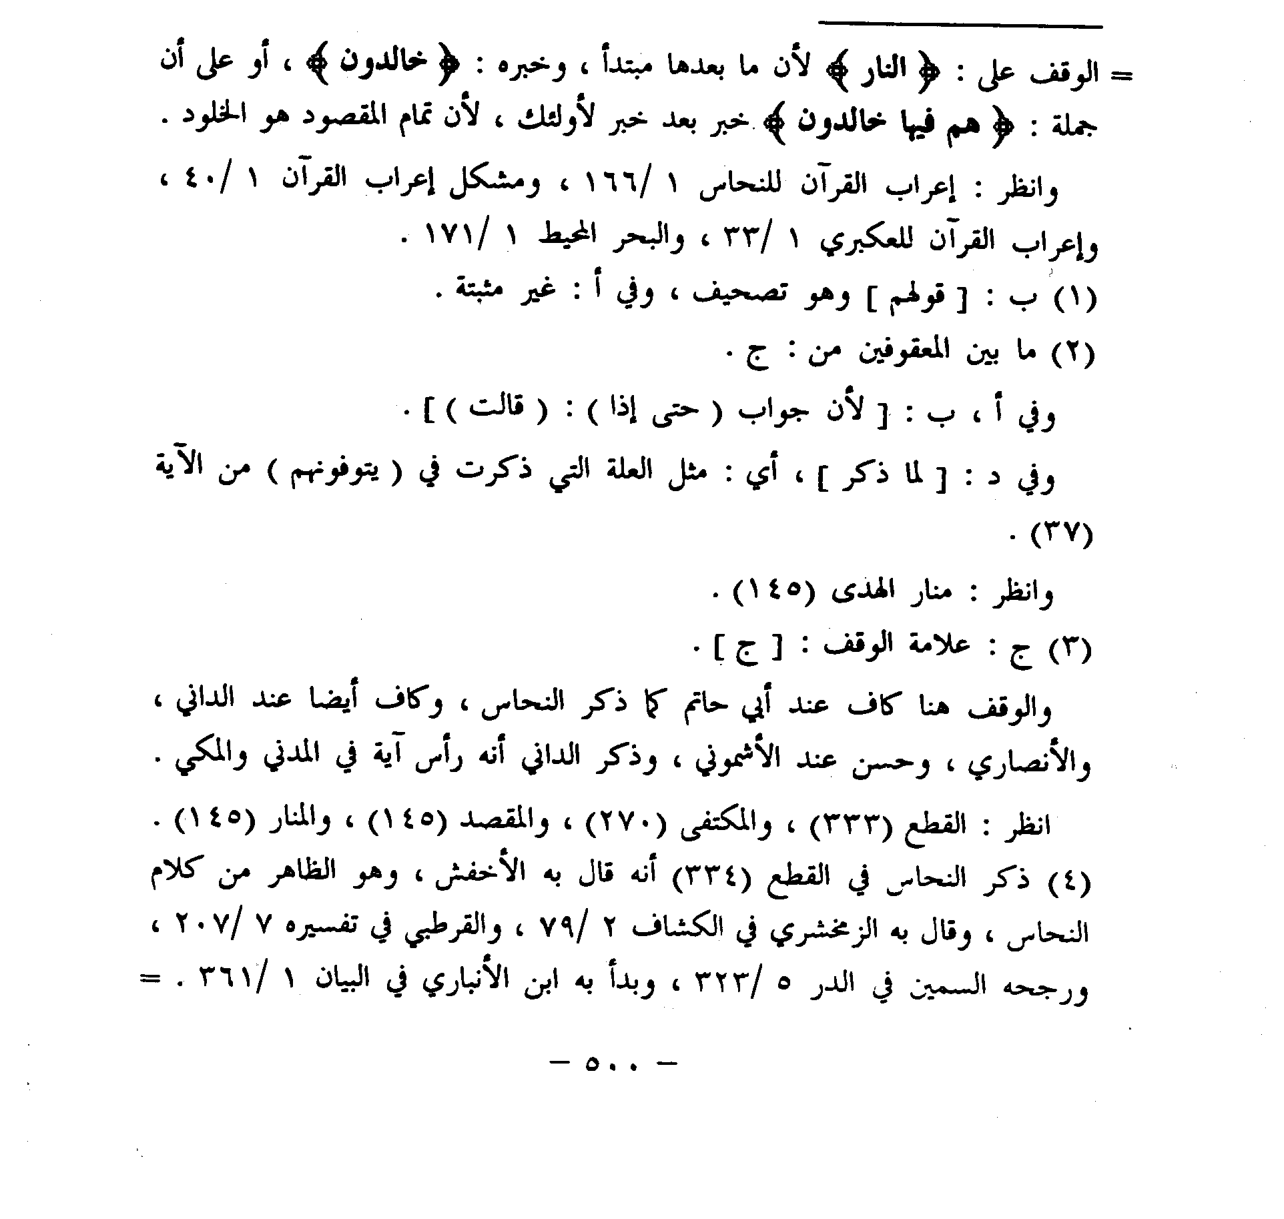 = الوقف على : ﴿ النار ﴾ لأن ما بعدها مبتدأ ، وخبره : ﴿ خالدون ﴾ ، أو على أن
جملة : ﴿ هم فيها خالدون ﴾ خبر بعد خبر لأولئك ، لأن تمام المقصود هو الخلود .
وانظر : إعراب القرآن للنحاس ١ /١٦٦ ، ومشكل إعراب القرآن ١ /٤٠ ،
وإعراب القرآن للعكبري ١ /٣٣ ، والبحر المحيط ١ /١٧١ .
(١) ب : [ قولهم ] وهو تصحيف ، وفي أ : غير مثبتة .
(٢) ما بين المعقوفين من : ج .
وفي أ ، ب : [ لأن جواب ( حتى إذا ) : ( قالت ) ] .
وفي د : [ لما ذكر ] ، أي : مثل العلة التي ذكرت في ( يتوفونهم ) من الآية
(٣٧) .
وانظر : منار الهدى (١٤٥) .
(٣) ج : علامة الوقف : [ ج ] .
والوقف هنا كاف عند أبي حاتم كما ذكر النحاس ، وكاف أيضا عند الداني ،
والأنصاري ، وحسن عند الأشموني ، وذكر الداني أنه رأس آية في المدني والمكي .
انظر : القطع (٣٣٣) ، والمكتفى (٢٧٠) ، والمقصد (١٤٥) ، والمنار (١٤٥) .
(٤) ذكر النحاس في القطع (٣٣٤) أنه قال به الأخفش ، وهو الظاهر من كلام
النحاس ، وقال به الزمخشري في الكشاف ٢ /٧٩ ، والقرطبي في تفسيره ٧ /٢٠٧ ،
ورجحه السمين في الدر ٥ /٣٢٣ ، وبدأ به ابن الأنباري في البيان ١ /٣٦١ . =
— ٥٠٠ —